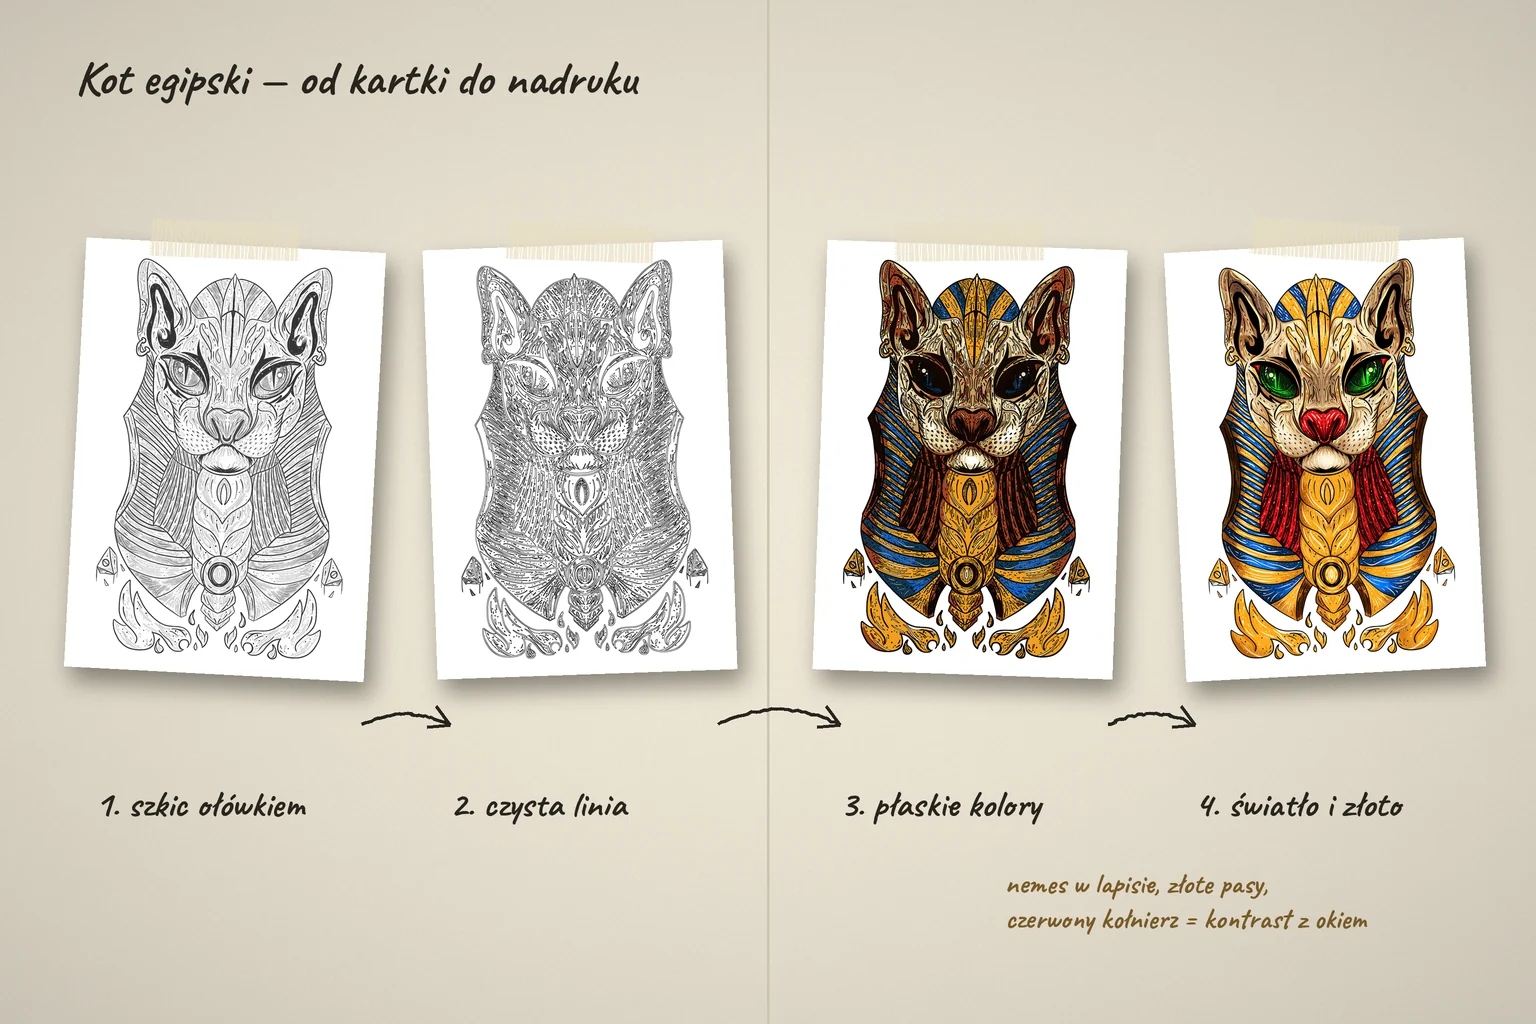 Kot egipski – od kartki do nadruku
1. szkic ołówkiem
2. czysta linia
3. płaskie kolory
4. światło i złoto
nemes w lapisie, złote pasy,
czerwony kołnierz = kontrast z okiem